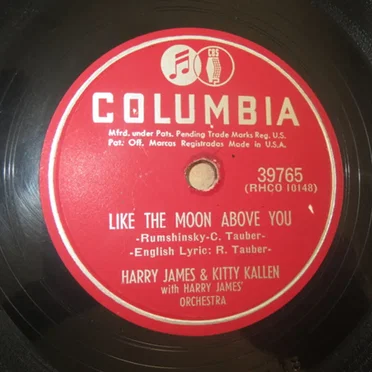 CBS
COLUMBIA
Mfrd. under Pats. Pending Trade Marks Reg. U.S.
Pat. Off. Marcas Registradas Made in U.S.A.
39765
(RHCO 10148)
LIKE THE MOON ABOVE YOU
-Rumshinsky-C. Tauber-
-English Lyric: R. Tauber-
HARRY JAMES & KITTY KALLEN
with HARRY JAMES'
ORCHESTRA